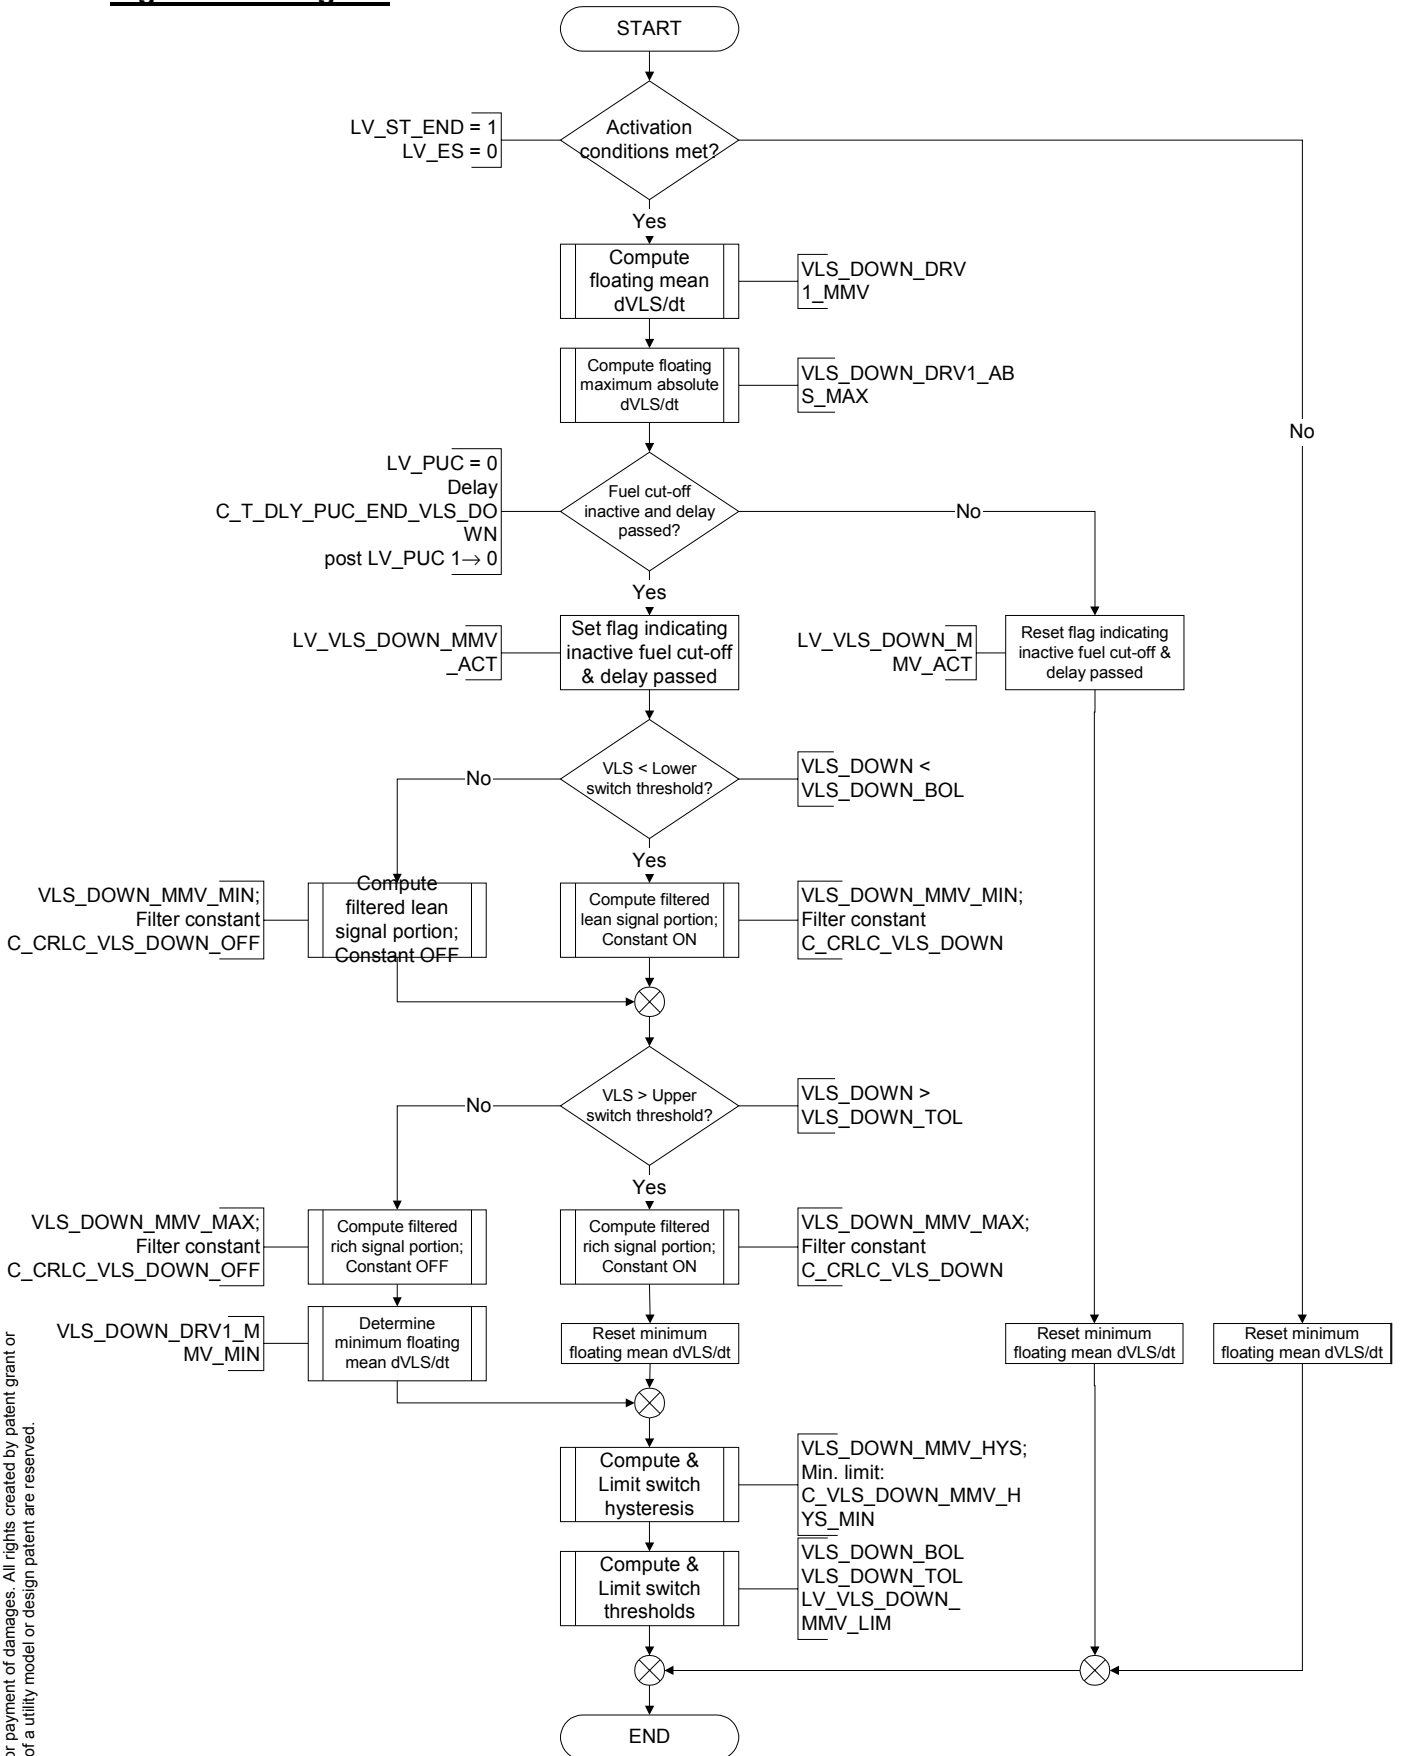 START
LV_ST_END = 1
LV_ES = 0
Activation
conditions met?
Yes
Compute
floating mean
dVLS/dt
VLS_DOWN_DRV
1_MMV
Compute floating
maximum absolute
dVLS/dt
VLS_DOWN_DRV1_AB
S_MAX
No
LV_PUC = 0
Delay
C_T_DLY_PUC_END_VLS_DO
WN
post LV_PUC 1→ 0
Fuel cut-off
inactive and delay
passed?
No
Yes
LV_VLS_DOWN_MMV
_ACT
Set flag indicating
inactive fuel cut-off
& delay passed
LV_VLS_DOWN_M
MV_ACT
Reset flag indicating
inactive fuel cut-off &
delay passed
No
VLS < Lower
switch threshold?
VLS_DOWN <
VLS_DOWN_BOL
Yes
VLS_DOWN_MMV_MIN;
Filter constant
C_CRLC_VLS_DOWN_OFF
Compute
filtered lean
signal portion;
Constant OFF
Compute filtered
lean signal portion;
Constant ON
VLS_DOWN_MMV_MIN;
Filter constant
C_CRLC_VLS_DOWN
No
VLS > Upper
switch threshold?
VLS_DOWN >
VLS_DOWN_TOL
Yes
VLS_DOWN_MMV_MAX;
Filter constant
C_CRLC_VLS_DOWN_OFF
Compute filtered
rich signal portion;
Constant OFF
Compute filtered
rich signal portion;
Constant ON
VLS_DOWN_MMV_MAX;
Filter constant
C_CRLC_VLS_DOWN
VLS_DOWN_DRV1_M
MV_MIN
Determine
minimum floating
mean dVLS/dt
Reset minimum
floating mean dVLS/dt
Reset minimum
floating mean dVLS/dt
Reset minimum
floating mean dVLS/dt
Compute &
Limit switch
hysteresis
VLS_DOWN_MMV_HYS;
Min. limit:
C_VLS_DOWN_MMV_H
YS_MIN
Compute &
Limit switch
thresholds
VLS_DOWN_BOL
VLS_DOWN_TOL
LV_VLS_DOWN_
MMV_LIM
END
or payment of damages. All rights created by patent grant or
of a utility model or design patent are reserved.